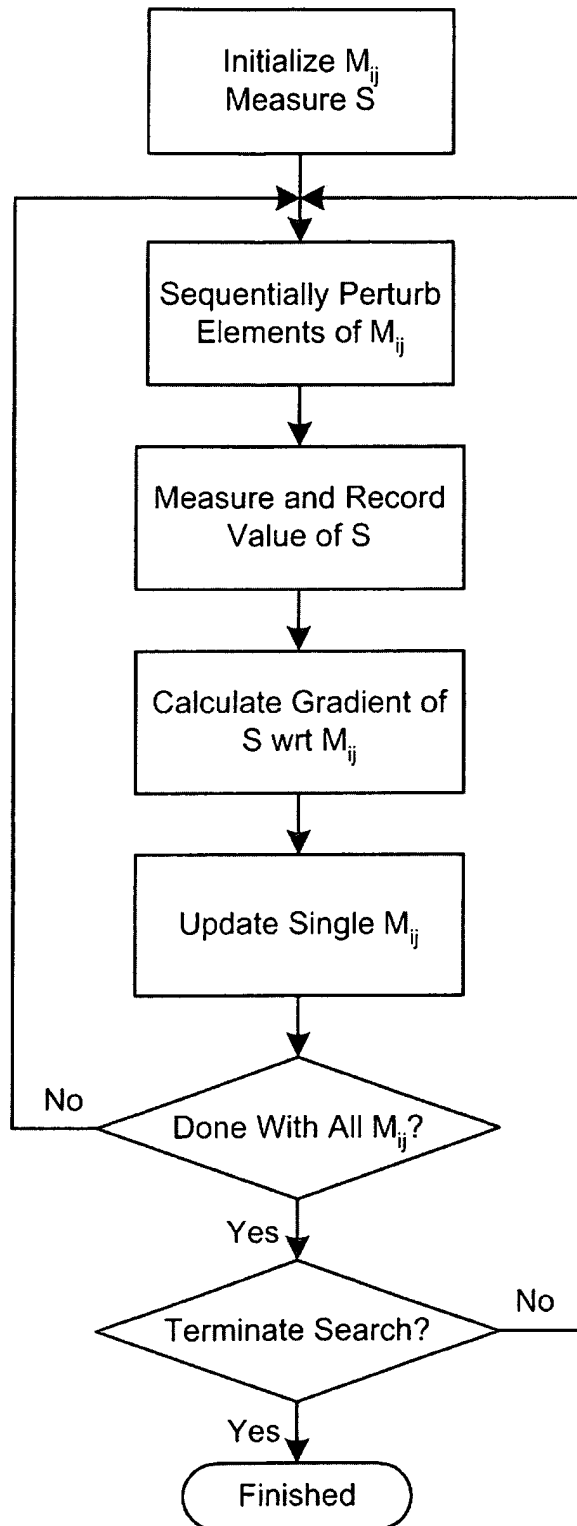 Initialize M_ij
Measure S
Sequentially Perturb
Elements of M_ij
Measure and Record
Value of S
Calculate Gradient of
S wrt M_ij
Update Single M_ij
No
Done With All M_ij?
Yes
No
Terminate Search?
Yes
Finished